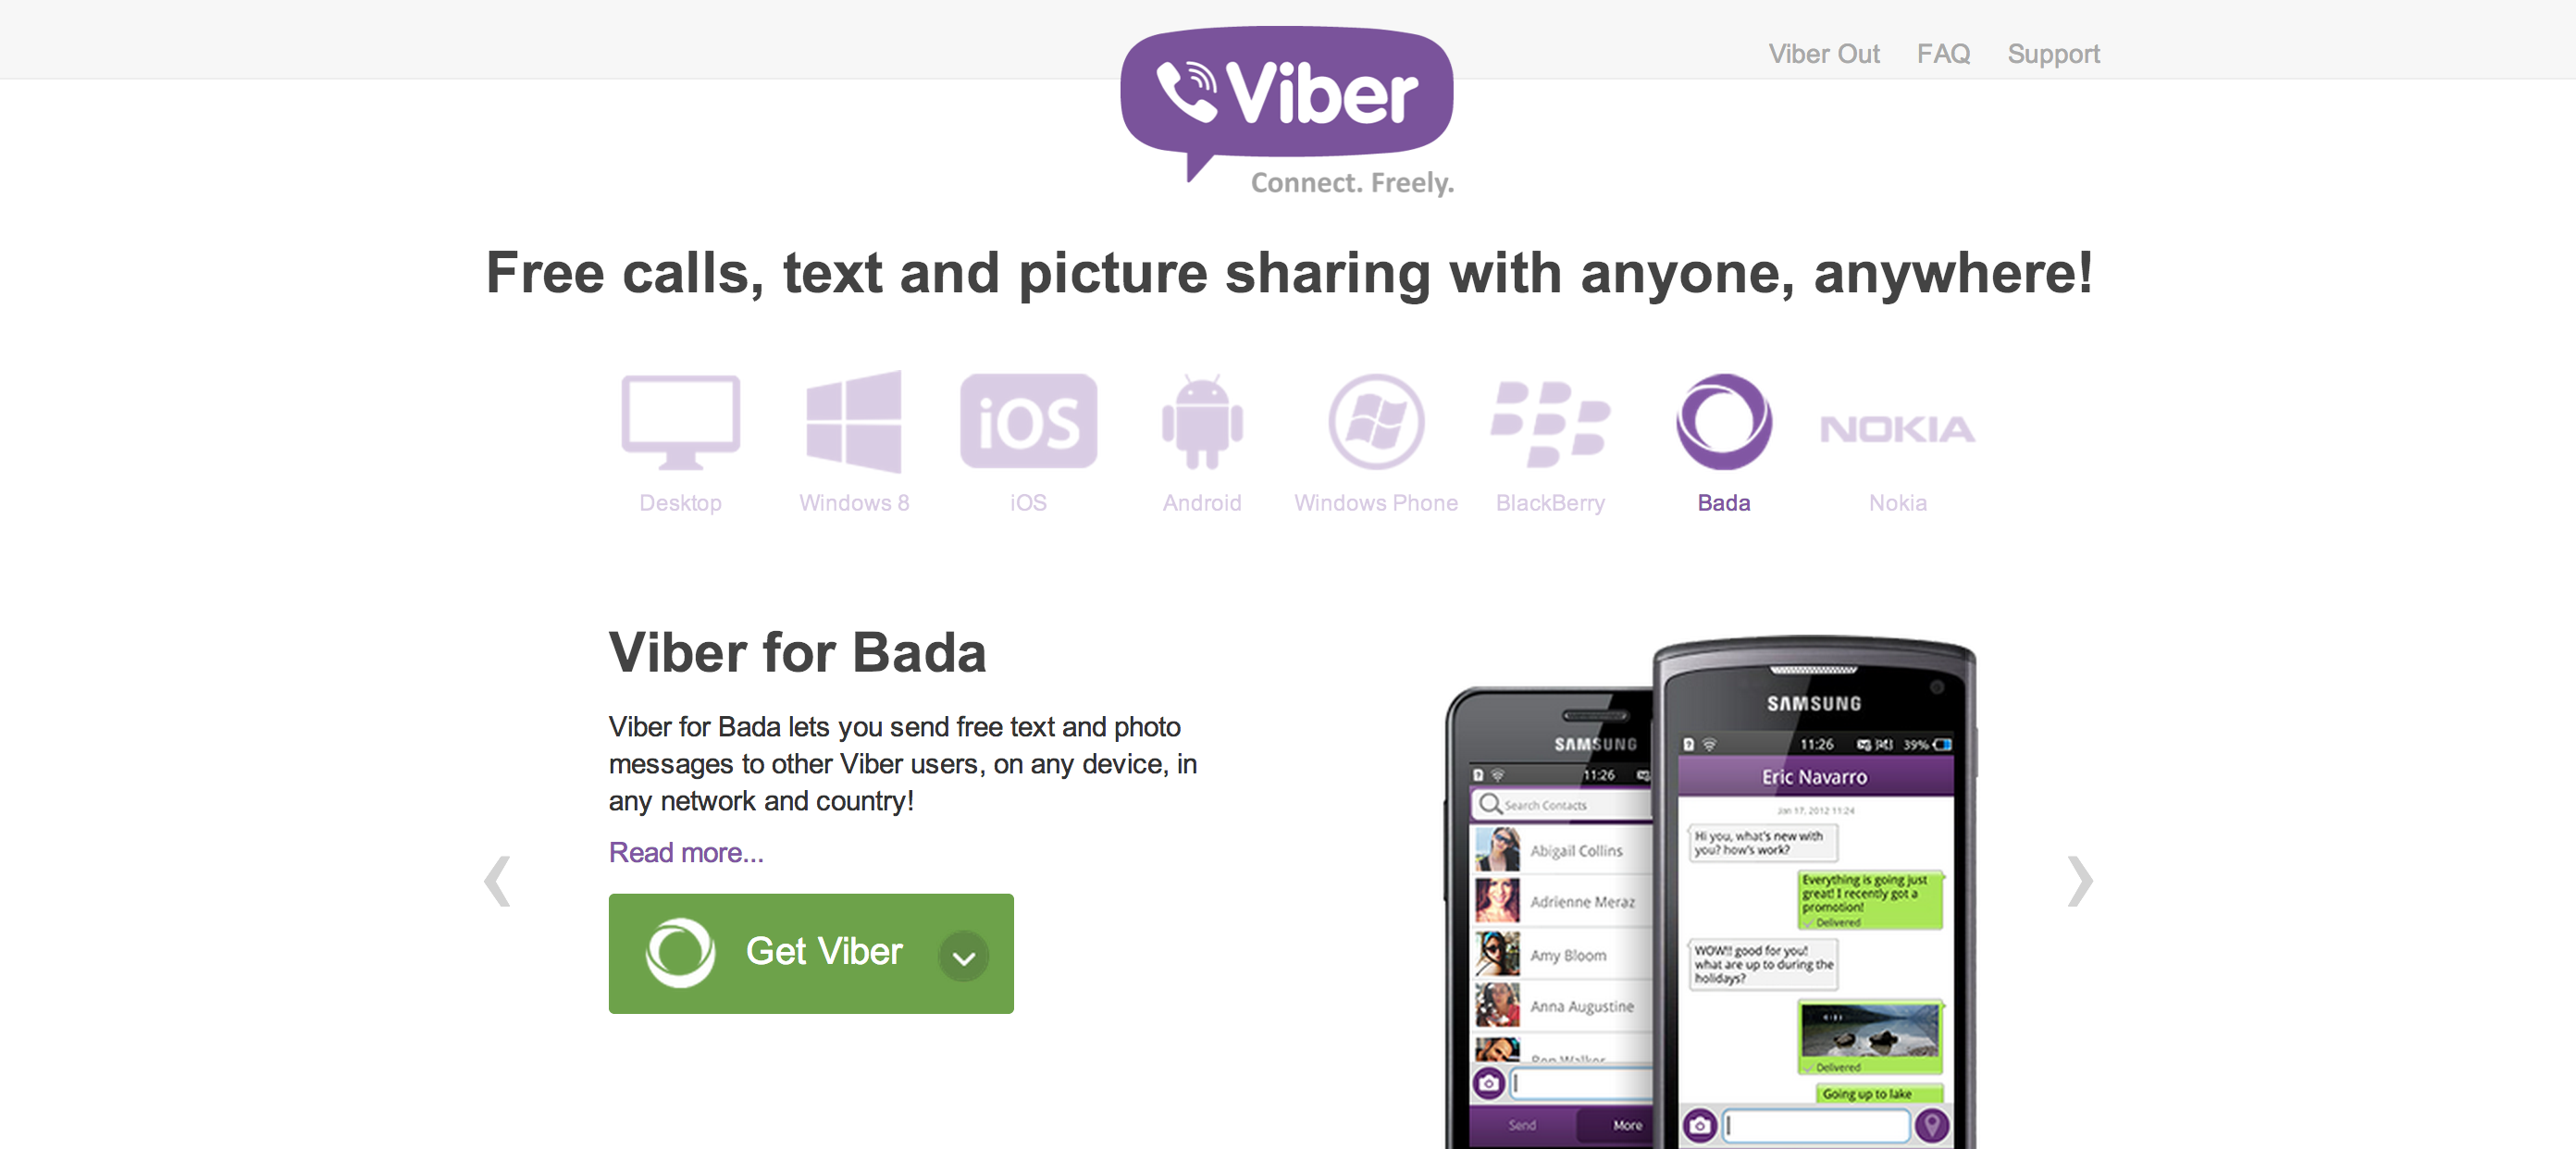 Viber Out FAQ Support
Viber
Connect. Freely.
Free calls, text and picture sharing with anyone, anywhere!
iOS
NOKIA
Desktop Windows 8 iOS Android Windows Phone BlackBerry Bada Nokia
Viber for Bada
Viber for Bada lets you send free text and photo
messages to other Viber users, on any device, in
any network and country!
Read more...
Get Viber
SAMSUNG
11:26
Search Contacts
Abigail Collins
Adrienne Meraz
Amy Bloom
Anna Augustine
Ron Walker
Send More
SAMSUNG
11:26 39%
Eric Navarro
Jan 17, 2012 11:24
Hi you, what's new with
you? how's work?
Everything is going just
great! I recently got a
promotion!
Delivered
WOW!! good for you!
what are up to during the
holidays?
Delivered
Going up to lake